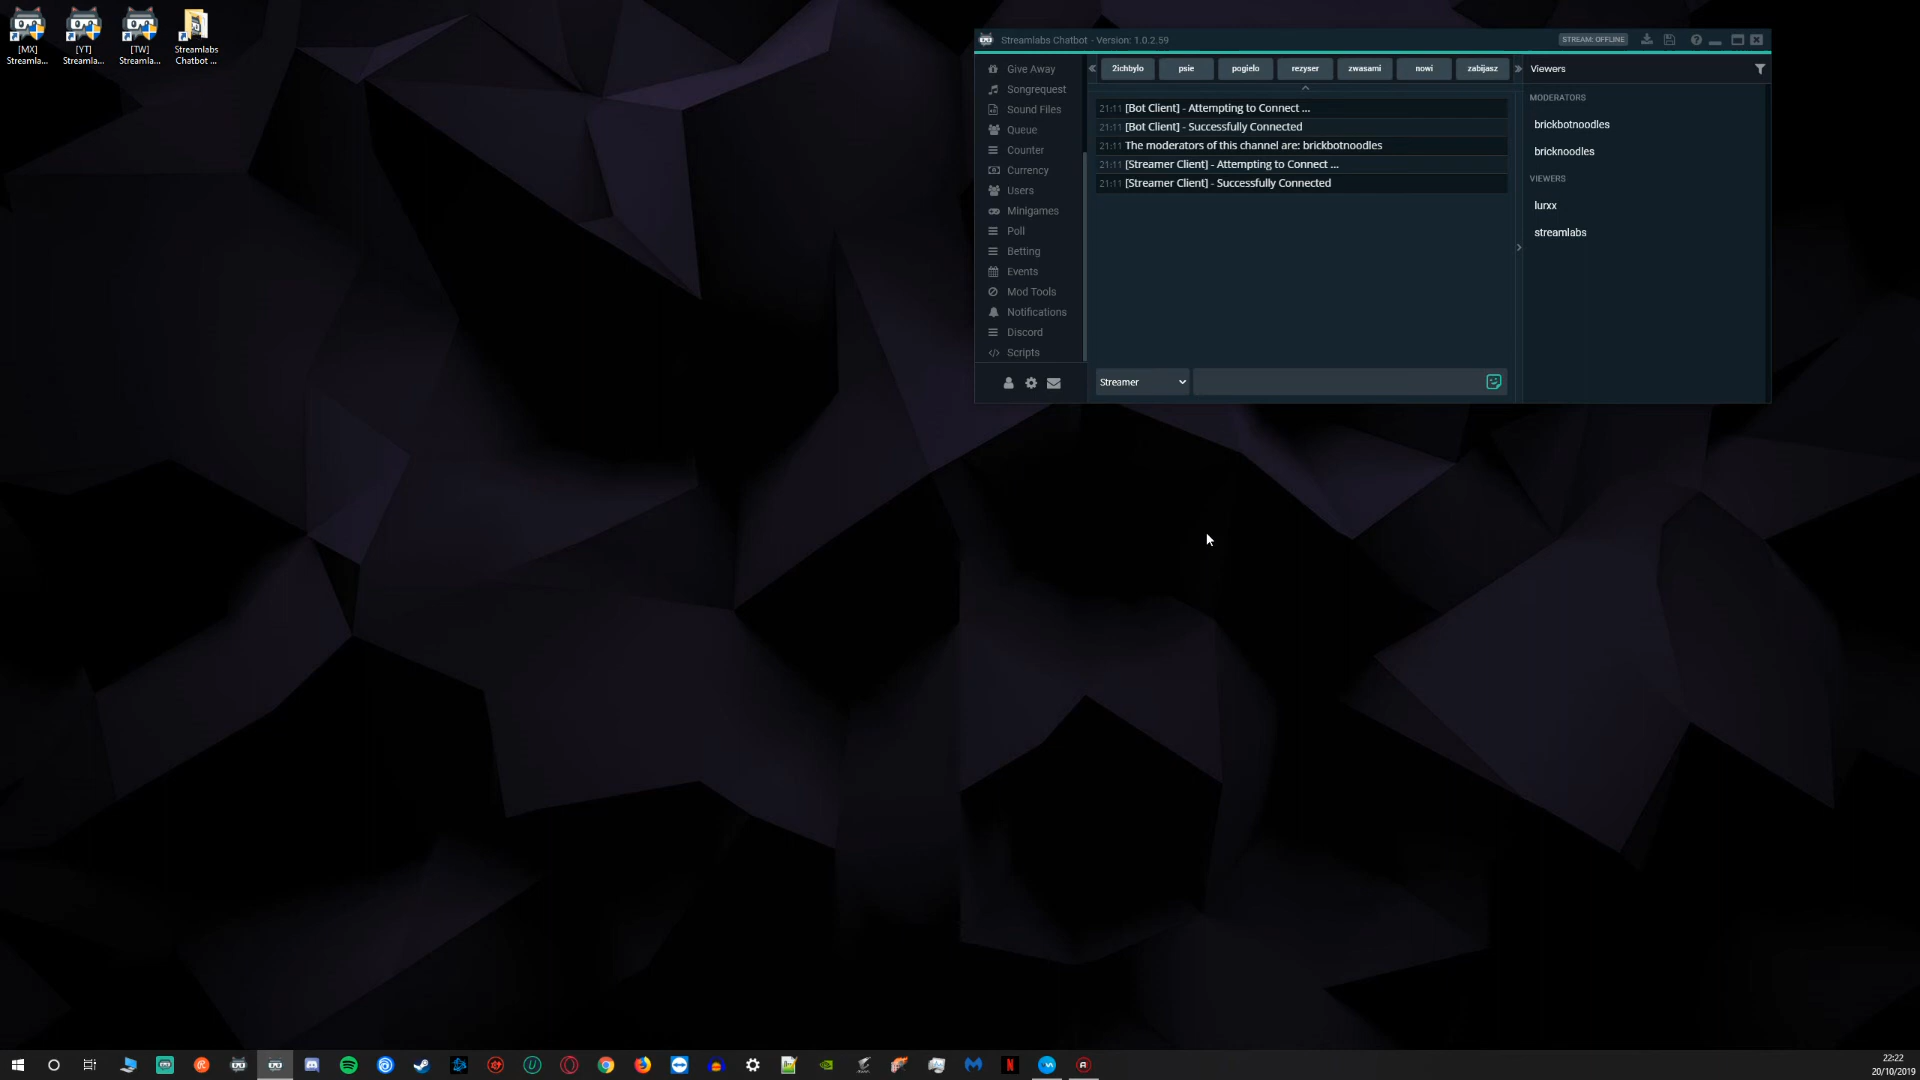 [MX]
Streamla...
[YT]
Streamla...
[TW]
Streamla...
Streamlabs
Chatbot ...
Streamlabs Chatbot - Version: 1.0.2.59
STREAM: OFFLINE
Give Away
Songrequest
Sound Files
Queue
Counter
Currency
Users
Minigames
Poll
Betting
Events
Mod Tools
Notifications
Discord
Scripts
2ichbylo psie pogielo rezyser zwasami nowi zabijasz
21:11 [Bot Client] - Attempting to Connect ...
21:11 [Bot Client] - Successfully Connected
21:11 The moderators of this channel are: brickbotnoodles
21:11 [Streamer Client] - Attempting to Connect ...
21:11 [Streamer Client] - Successfully Connected
Streamer
Viewers
MODERATORS
brickbotnoodles
bricknoodles
VIEWERS
lurxx
streamlabs
22:22
20/10/2019